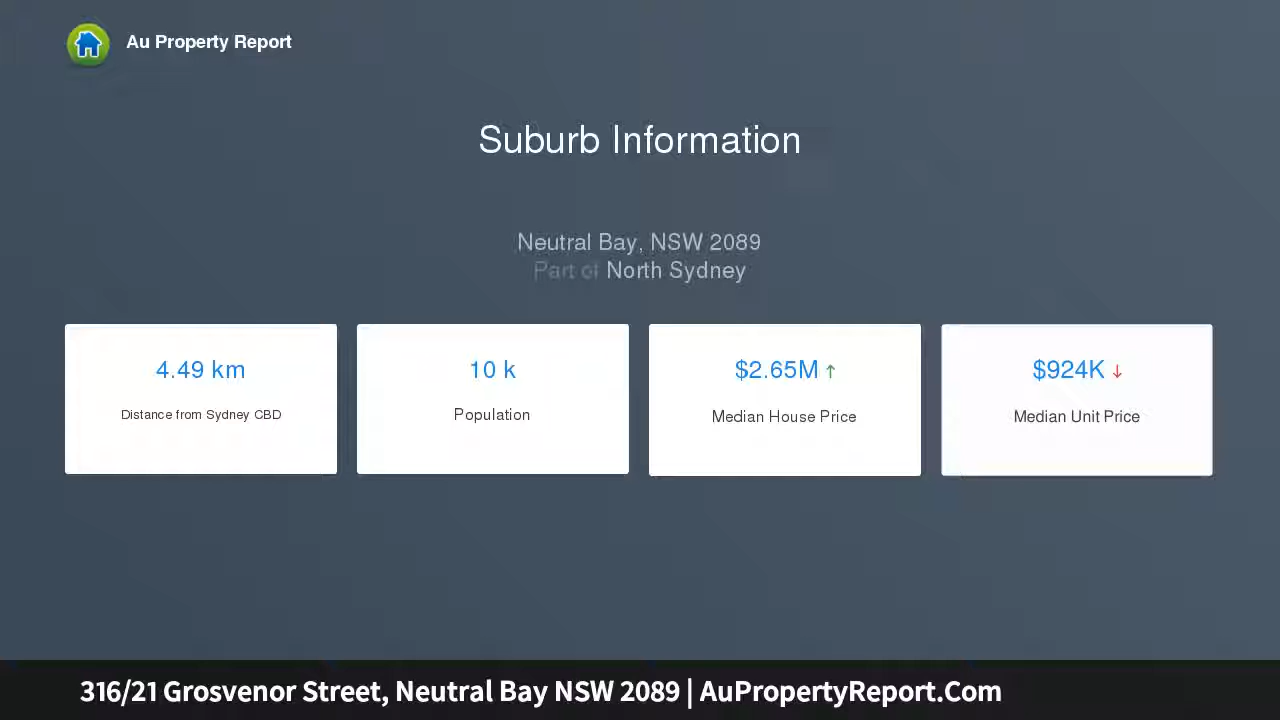 Au Property Report
Suburb Information
Neutral Bay, NSW 2089
Part of North Sydney
4.49 km
Distance from Sydney CBD
10 k
Population
$2.65M ↑
Median House Price
$924K ↓
Median Unit Price
316/21 Grosvenor Street, Neutral Bay NSW 2089 | AuPropertyReport.Com